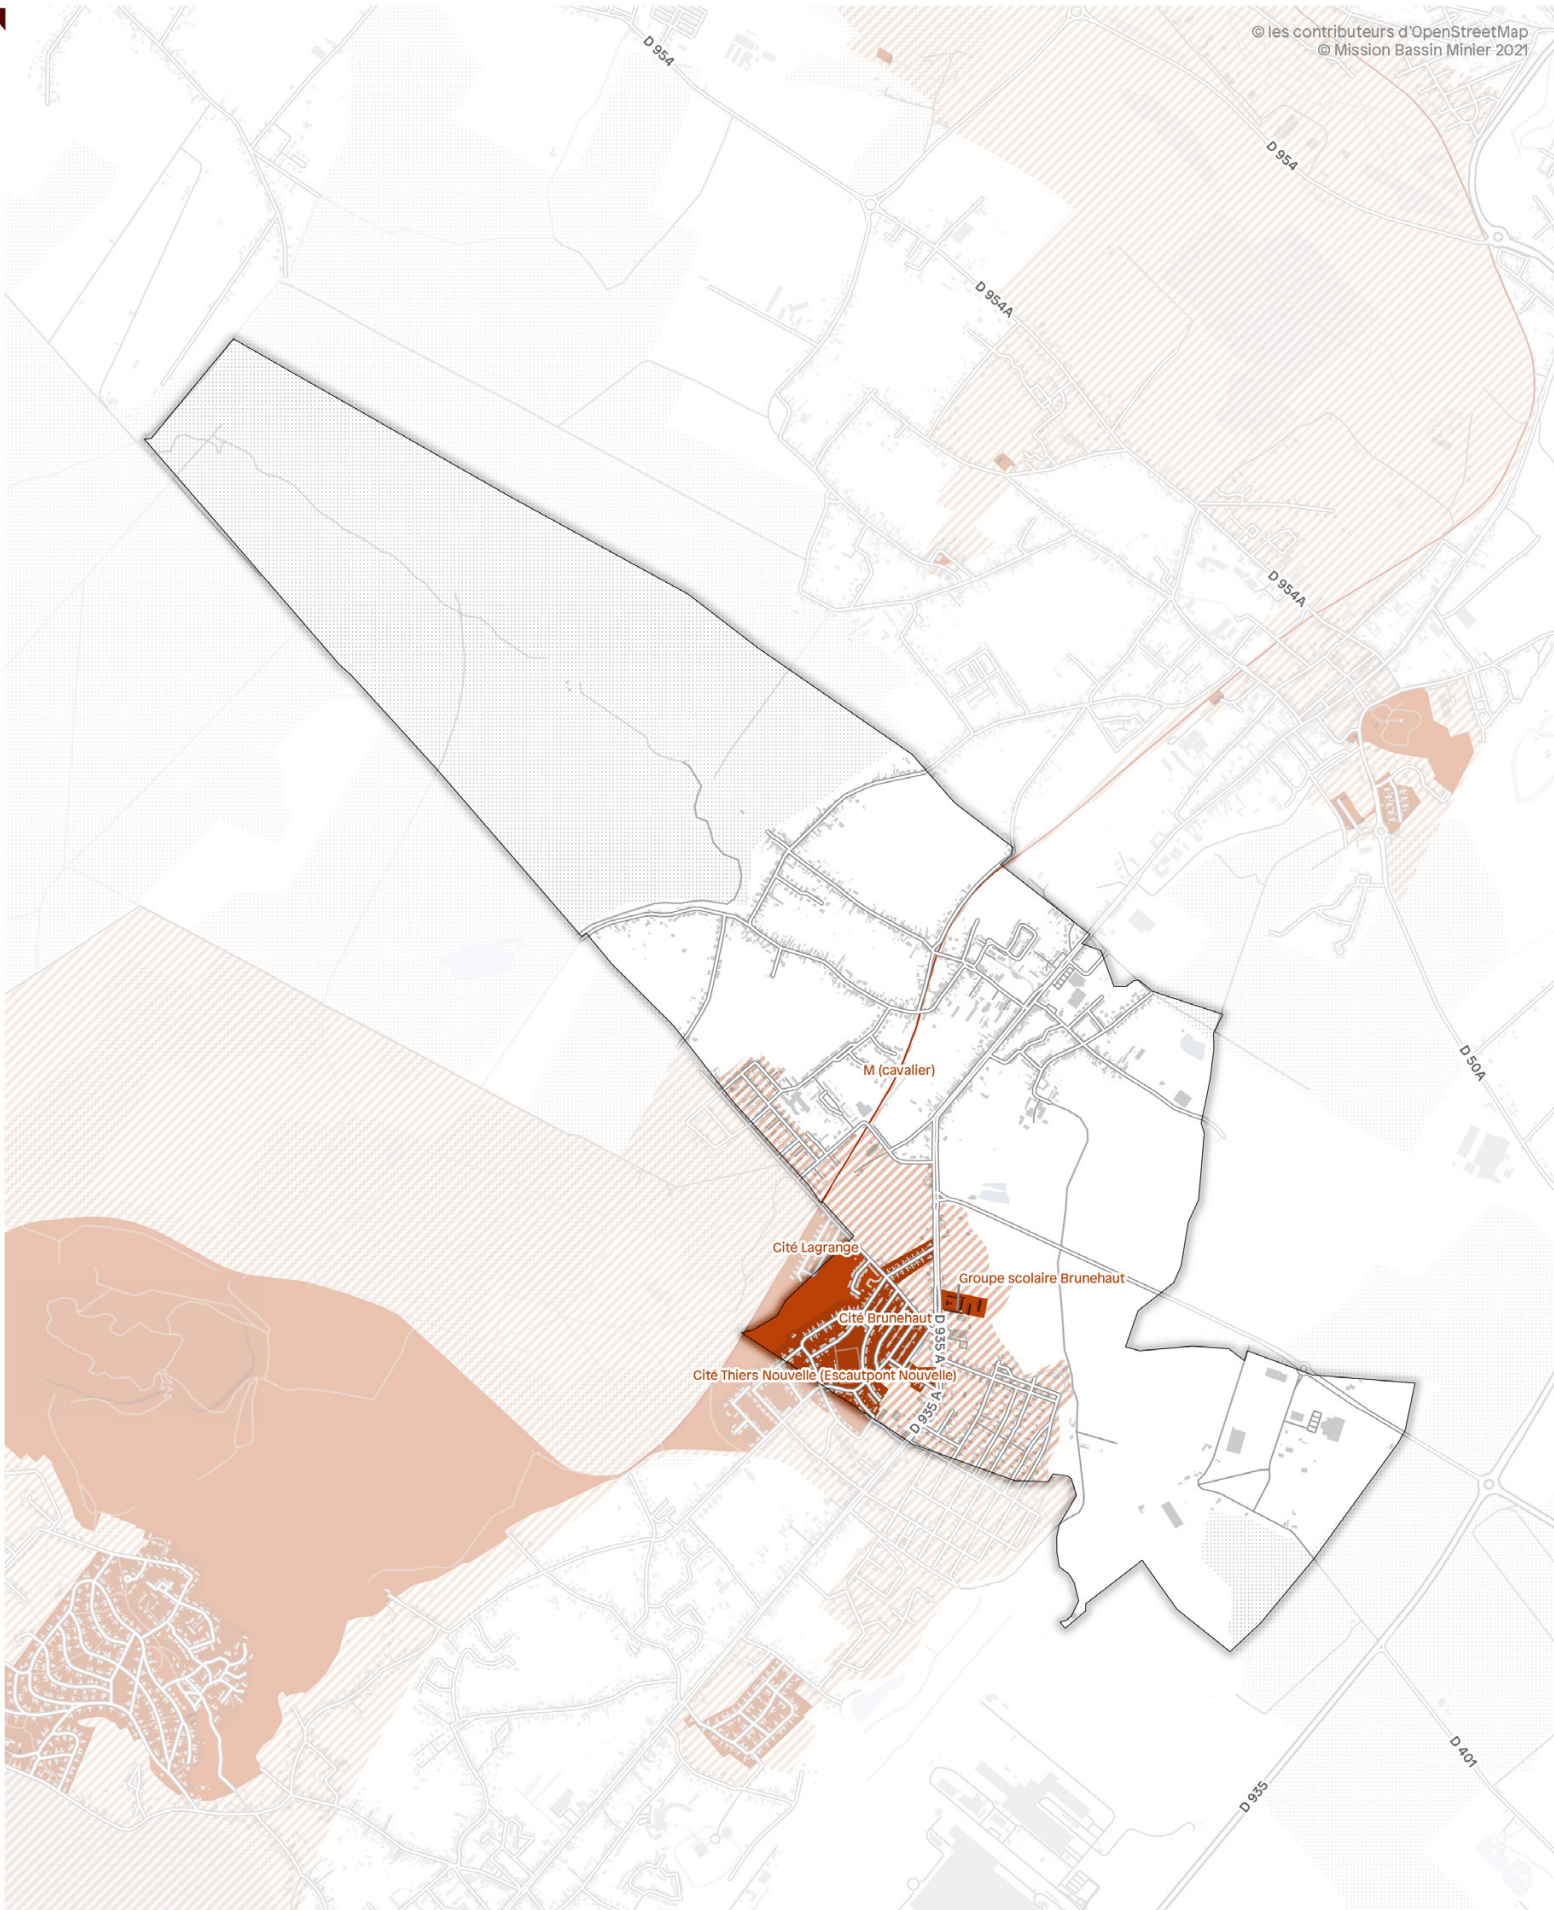 © les contributeurs d'OpenStreetMap
© Mission Bassin Minier 2021
D 954
D 954
D 954A
D 954A
D 50A
M (cavalier)
Cité Lagrange
Groupe scolaire Brunehaut
Cité Brunehaut
D 935 A
Cité Thiers Nouvelle (Escautpont Nouvelle)
D 935 A
D 401
D 935